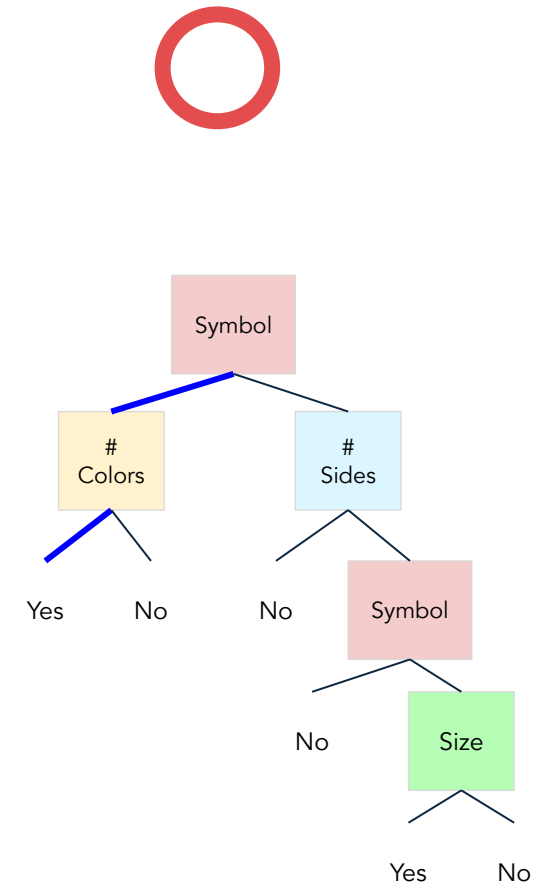 Symbol
#
Colors
#
Sides
Yes
No
No
Symbol
No
Size
Yes
No